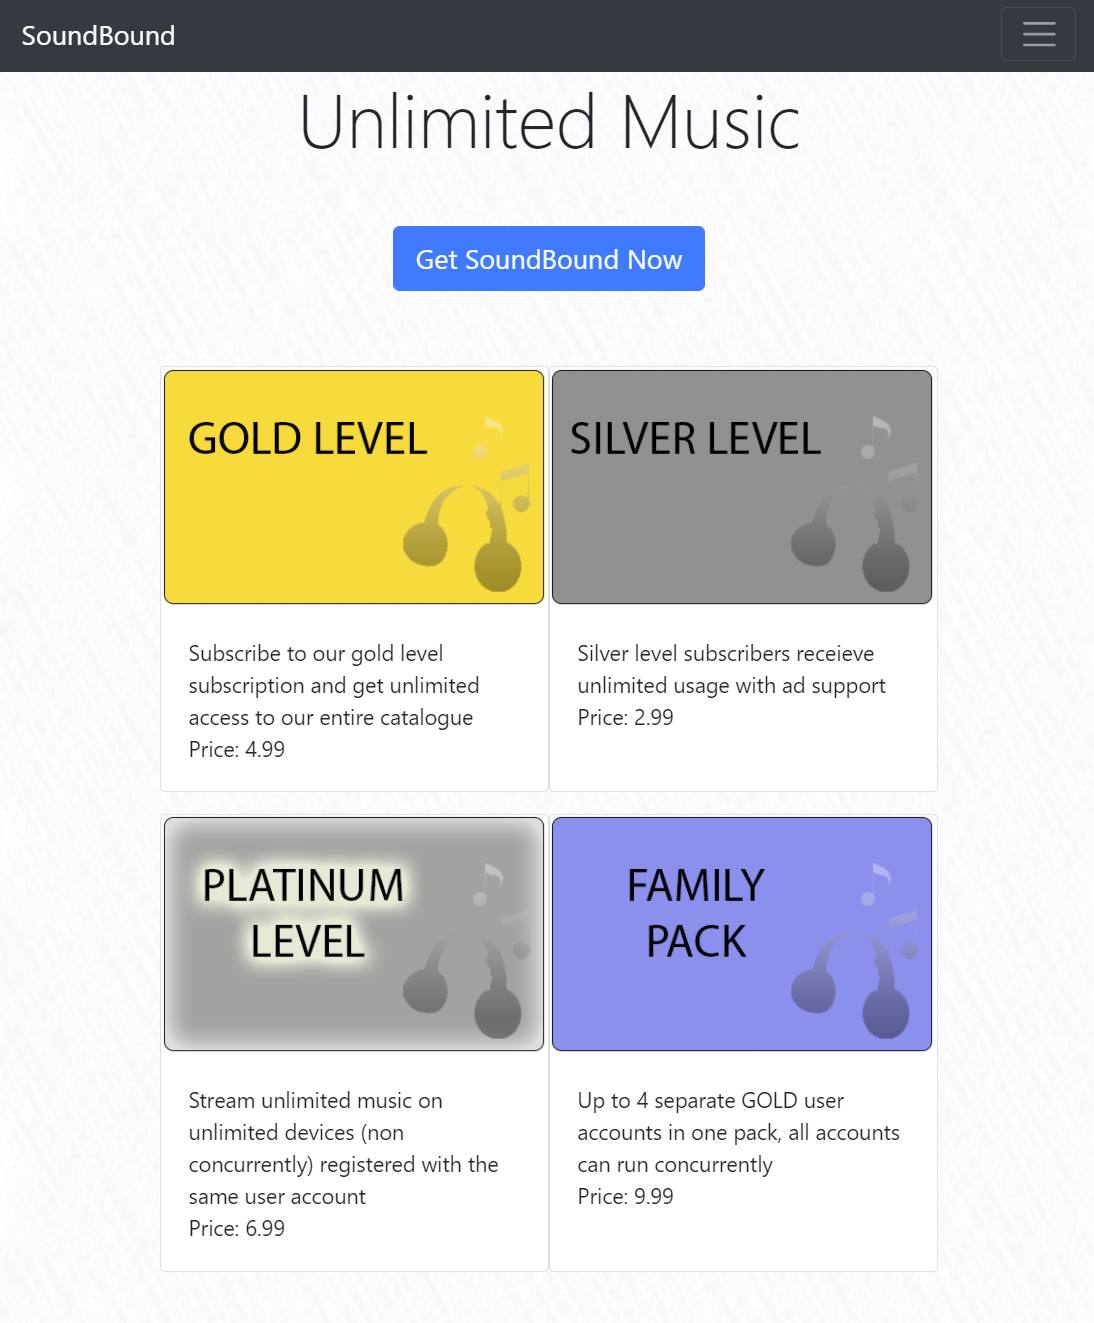 SoundBound
Unlimited Music
Get SoundBound Now
GOLD LEVEL
Subscribe to our gold level
subscription and get unlimited
access to our entire catalogue
Price: 4.99
SILVER LEVEL
Silver level subscribers receieve
unlimited usage with ad support
Price: 2.99
PLATINUM
LEVEL
Stream unlimited music on
unlimited devices (non
concurrently) registered with the
same user account
Price: 6.99
FAMILY
PACK
Up to 4 separate GOLD user
accounts in one pack, all accounts
can run concurrently
Price: 9.99